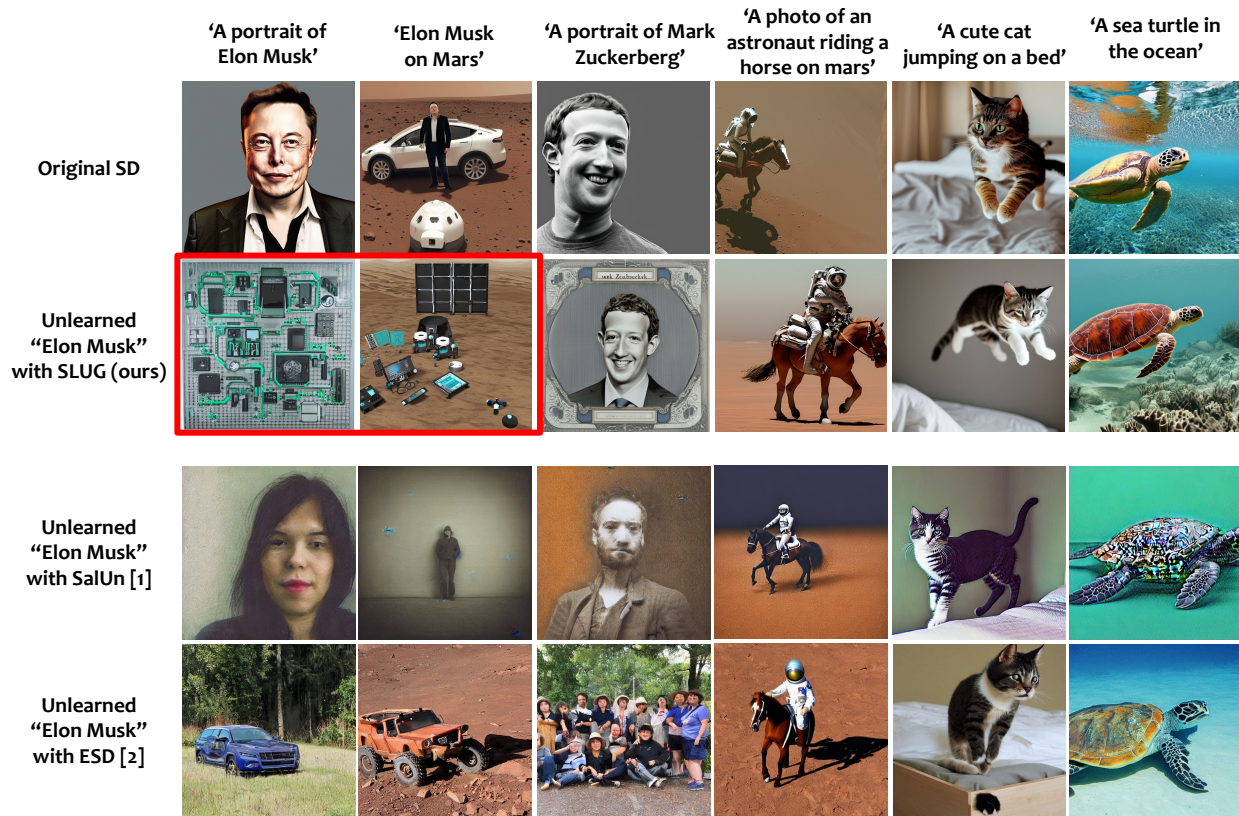 ‘A portrait of
Elon Musk’
‘Elon Musk
on Mars’
‘A portrait of Mark
Zuckerberg’
‘A photo of an
astronaut riding a
horse on mars’
‘A cute cat
jumping on a bed’
‘A sea turtle in
the ocean’
Original SD
Unlearned
“Elon Musk”
with SLUG (ours)
Unlearned
“Elon Musk”
with SalUn [1]
Unlearned
“Elon Musk”
with ESD [2]